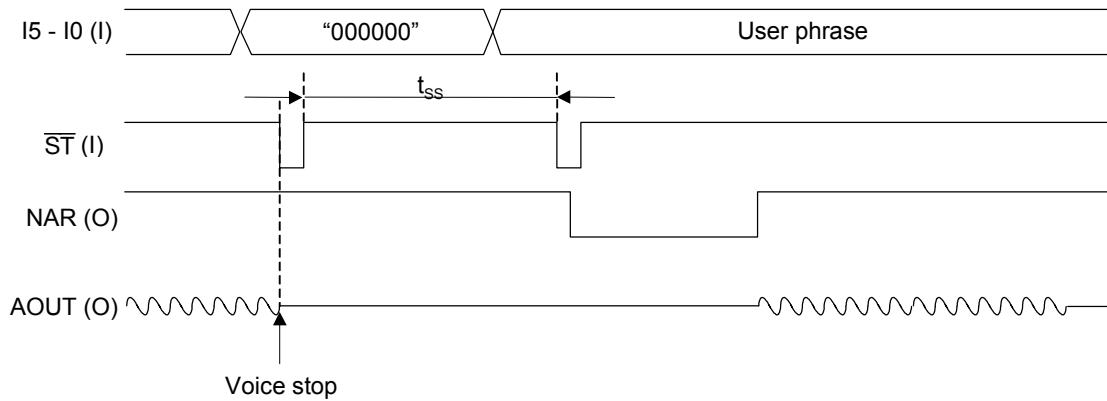 I5 - I0 (I) “000000” User phrase
tSS
ST (I)
NAR (O)
AOUT (O)
Voice stop